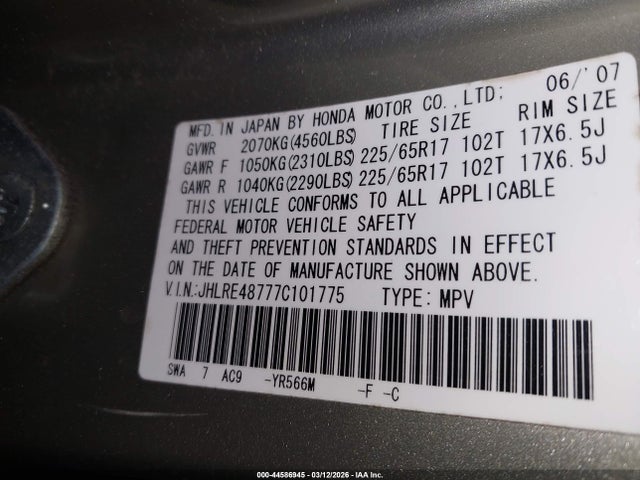 MFD. IN JAPAN BY HONDA MOTOR CO.,LTD; 06/'07
GVWR 2070KG(4560LBS) TIRE SIZE RIM SIZE
GAWR F 1050KG(2310LBS) 225/65R17 102T 17X6.5J
GAWR R 1040KG(2290LBS) 225/65R17 102T 17X6.5J
THIS VEHICLE CONFORMS TO ALL APPLICABLE
FEDERAL MOTOR VEHICLE SAFETY
AND THEFT PREVENTION STANDARDS IN EFFECT
ON THE DATE OF MANUFACTURE SHOWN ABOVE.
V.I.N.:JHLRE48777C101775 TYPE: MPV
SWA 7 AC9 -YR566M -F -C
000-44586945 - 03/12/2026 - IAA Inc.